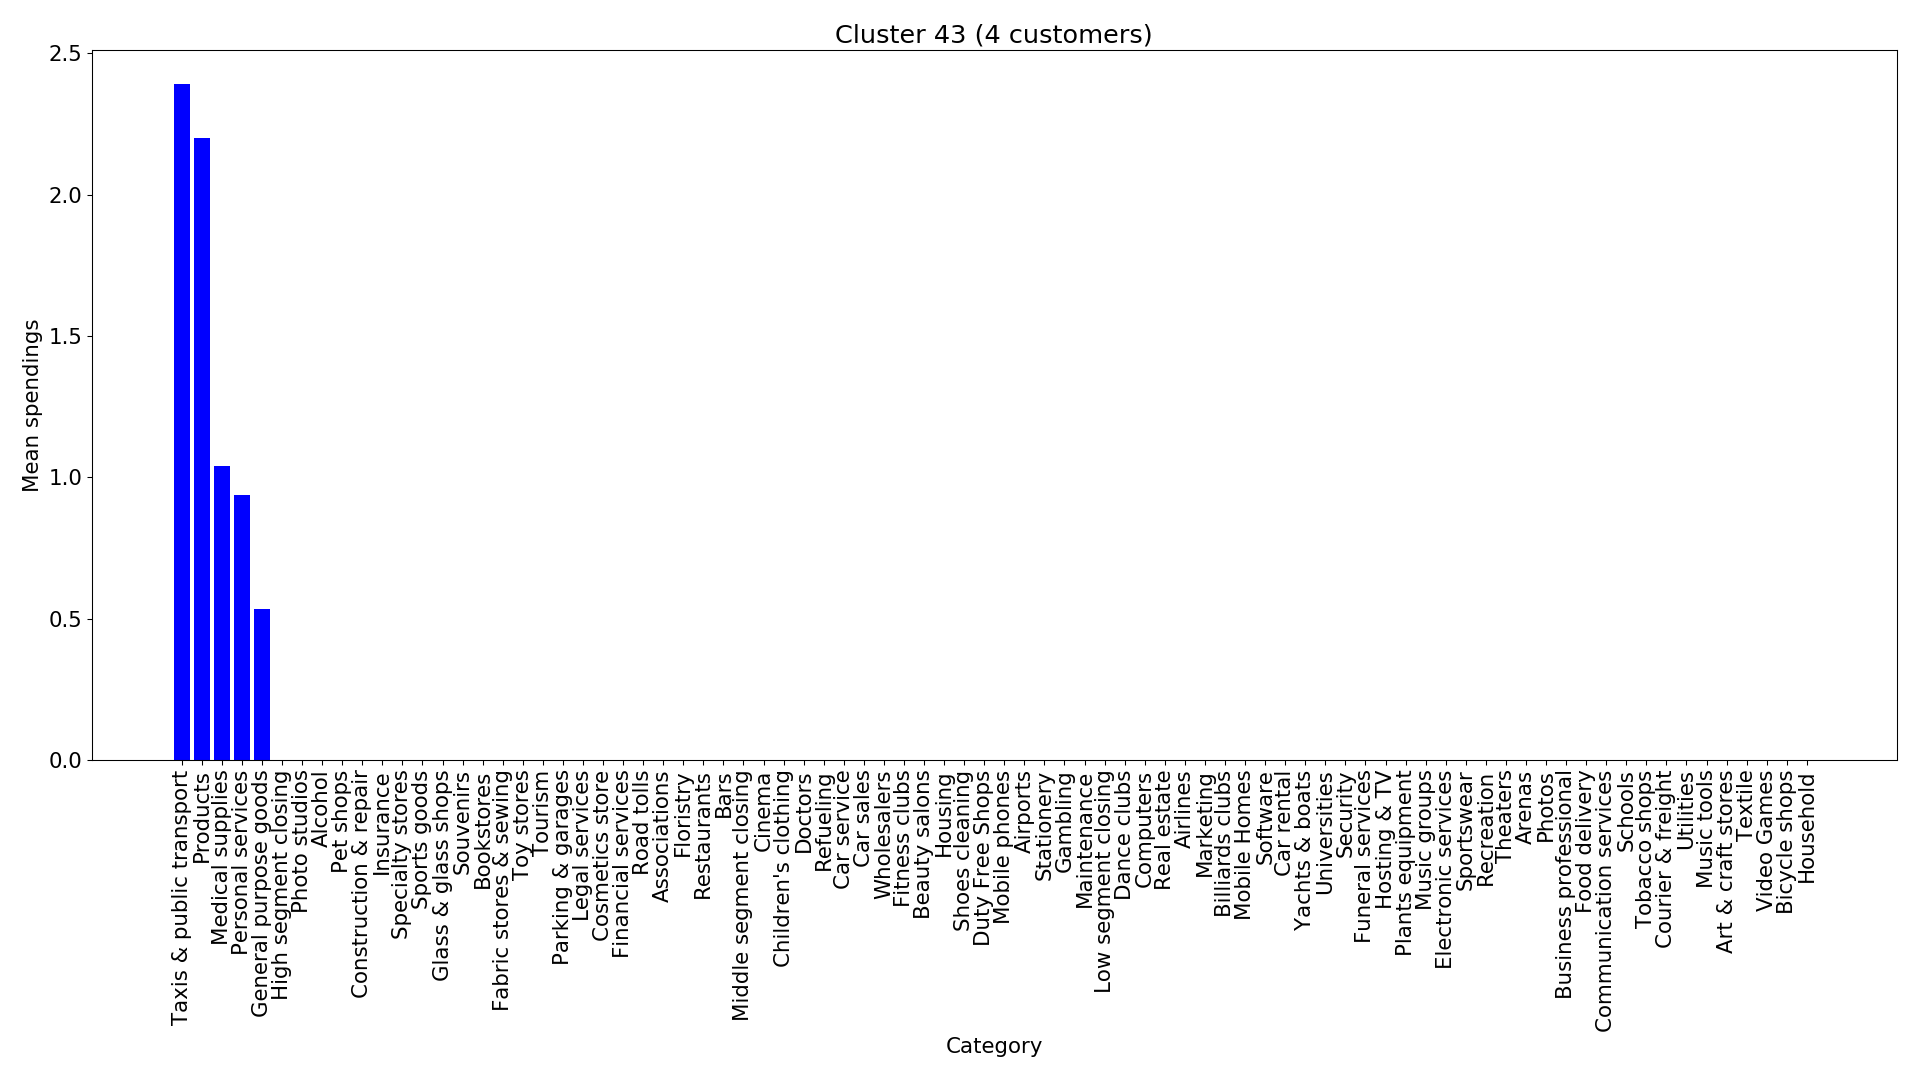 Cluster 43 (4 customers)
Mean spendings
2.5
2.0
1.5
1.0
0.5
0.0
Taxis & public transport
Products
Medical supplies
Personal services
General purpose goods
High segment closing
Photo studios
Alcohol
Pet shops
Construction & repair
Insurance
Specialty stores
Sports goods
Glass & glass shops
Souvenirs
Bookstores
Fabric stores & sewing
Toy stores
Tourism
Parking & garages
Legal services
Cosmetics store
Financial services
Road tolls
Associations
Floristry
Restaurants
Bars
Middle segment closing
Cinema
Children's clothing
Doctors
Refueling
Car service
Car sales
Wholesalers
Fitness clubs
Beauty salons
Housing
Shoes cleaning
Duty Free Shops
Mobile phones
Airports
Stationery
Gambling
Maintenance
Low segment closing
Dance clubs
Computers
Real estate
Airlines
Marketing
Billiards clubs
Mobile Homes
Software
Car rental
Yachts & boats
Universities
Security
Funeral services
Hosting & TV
Plants equipment
Music groups
Electronic services
Sportswear
Recreation
Theaters
Arenas
Photos
Business professional
Food delivery
Communication services
Schools
Tobacco shops
Courier & freight
Utilities
Music tools
Art & craft stores
Textile
Video Games
Bicycle shops
Household
Category